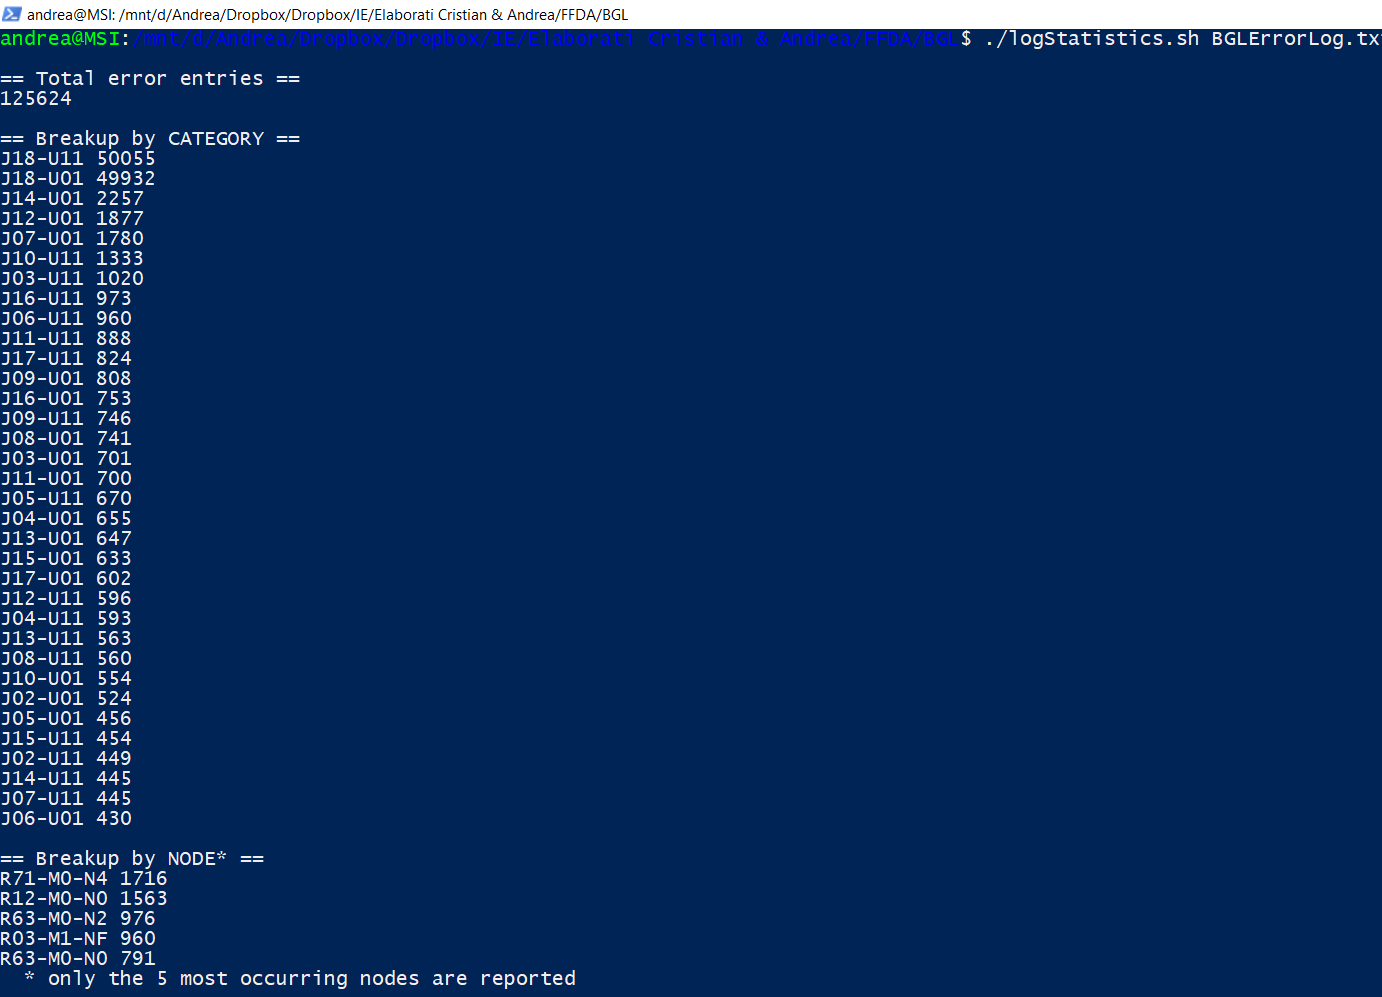 andrea@MSI: /mnt/d/Andrea/Dropbox/Dropbox/IE/Elaborati Cristian & Andrea/FFDA/BGL
andrea@MSI:/mnt/d/Andrea/Dropbox/Dropbox/IE/Elaborati Cristian & Andrea/FFDA/BGL$ ./logStatistics.sh BGLErrorLog.txt
== Total error entries ==
125624
== Breakup by CATEGORY ==
J18-U11 50055
J18-U01 49932
J14-U01 2257
J12-U01 1877
J07-U01 1780
J10-U11 1333
J03-U11 1020
J16-U11 973
J06-U11 960
J11-U11 888
J17-U11 824
J09-U01 808
J16-U01 753
J09-U11 746
J08-U01 741
J03-U01 701
J11-U01 700
J05-U11 670
J04-U01 655
J13-U01 647
J15-U01 633
J17-U01 602
J12-U11 596
J04-U11 593
J13-U11 563
J08-U11 560
J10-U01 554
J02-U01 524
J05-U01 456
J15-U11 454
J02-U11 449
J14-U11 445
J07-U11 445
J06-U01 430
== Breakup by NODE* ==
R71-M0-N4 1716
R12-M0-N0 1563
R63-M0-N2 976
R03-M1-NF 960
R63-M0-N0 791
* only the 5 most occurring nodes are reported